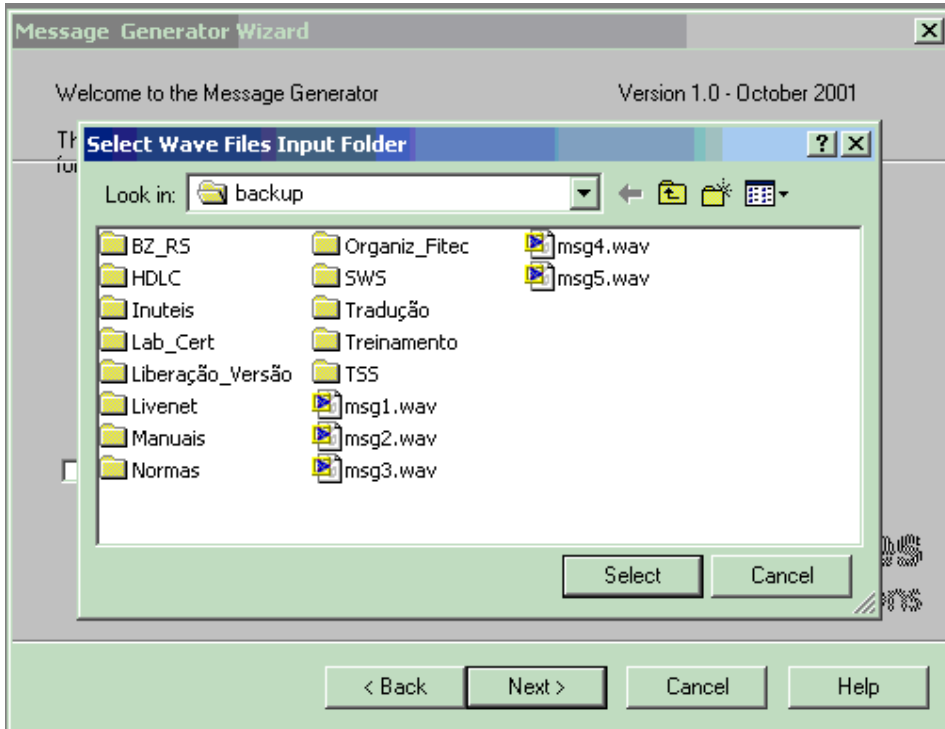 Message Generator Wizard
Welcome to the Message Generator
Version 1.0 - October 2001
Select Wave Files Input Folder
Look in: backup
BZ_RS
HDLC
Inuteis
Lab_Cert
Liberação_Versão
Livenet
Manuais
Normas
Organiz_Fitec
SWS
Tradução
Treinamento
TSS
msg1.wav
msg2.wav
msg3.wav
msg4.wav
msg5.wav
Select
Cancel
< Back
Next >
Cancel
Help